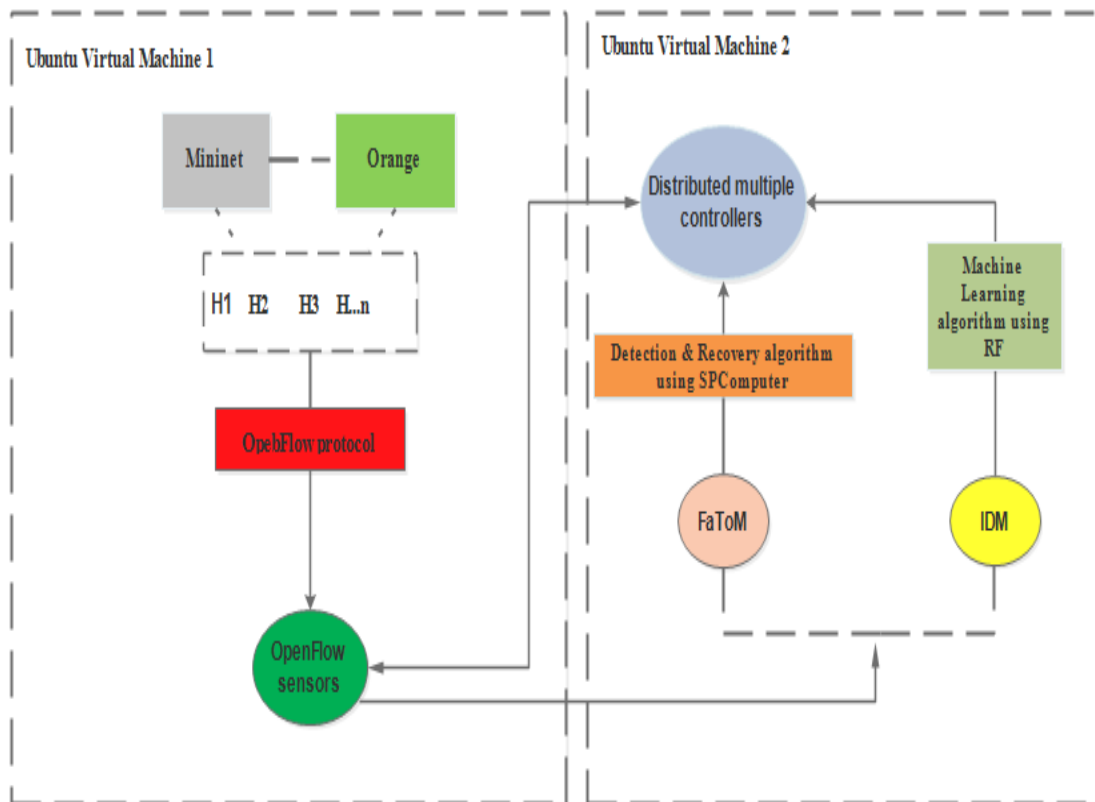 Ubuntu Virtual Machine 1
Mininet
Orange
H1 H2 H3 H...n
OpebFlow protocol
OpenFlow
sensors
Ubuntu Virtual Machine 2
Distributed multiple
controllers
Machine
Learning
algorithm using
RF
Detection & Recovery algorithm
using SPComputer
FaToM
IDM